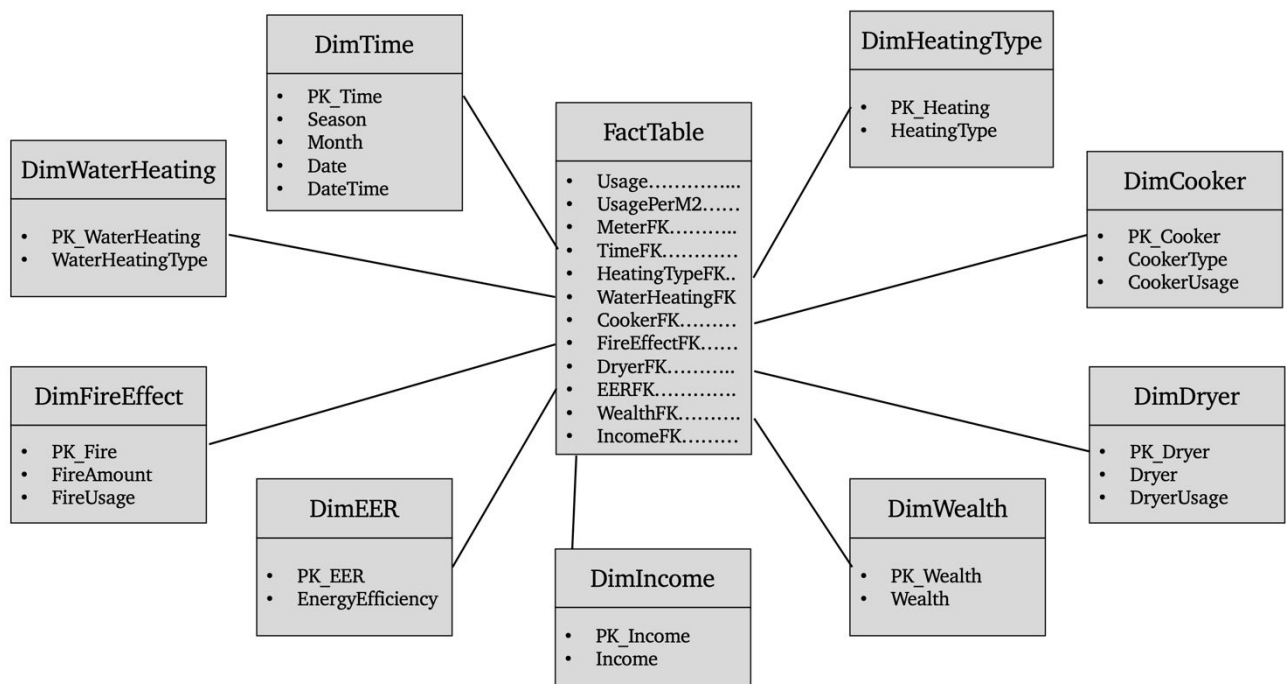 DimTime
• PK_Time
• Season
• Month
• Date
• DateTime
DimHeatingType
• PK_Heating
• HeatingType
DimWaterHeating
• PK_WaterHeating
• WaterHeatingType
FactTable
• Usage...............
• UsagePerM2......
• MeterFK...........
• TimeFK............
• HeatingTypeFK..
• WaterHeatingFK
• CookerFK.........
• FireEffectFK......
• DryerFK...........
• EERFK.............
• WealthFK..........
• IncomeFK.........
DimCooker
• PK_Cooker
• CookerType
• CookerUsage
DimFireEffect
• PK_Fire
• FireAmount
• FireUsage
DimDryer
• PK_Dryer
• Dryer
• DryerUsage
DimEER
• PK_EER
• EnergyEfficiency
DimIncome
• PK_Income
• Income
DimWealth
• PK_Wealth
• Wealth